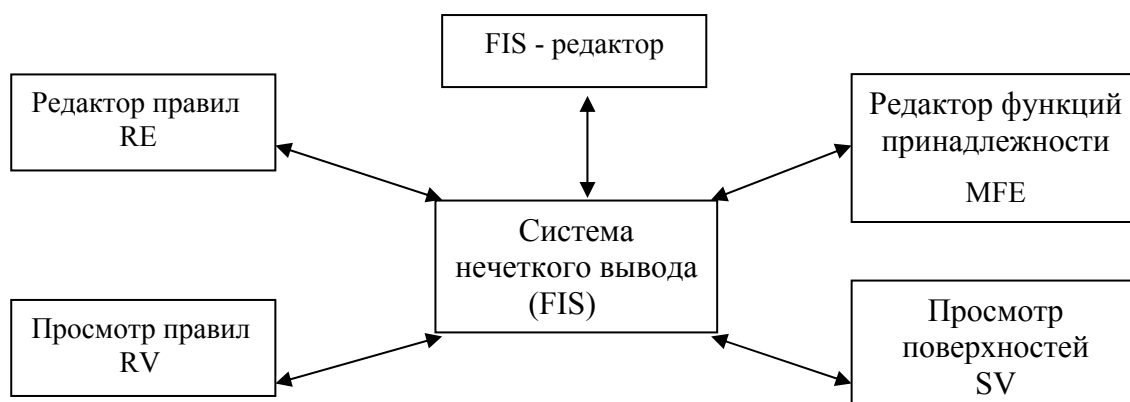 FIS - редактор
Редактор правил
RE
Редактор функций
принадлежности
MFE
Система
нечеткого вывода
(FIS)
Просмотр правил
RV
Просмотр
поверхностей
SV